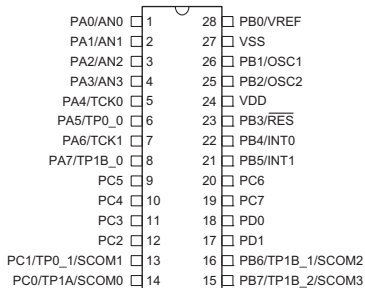 PA0/AN0 1 28 PB0/VREF
PA1/AN1 2 27 VSS
PA2/AN2 3 26 PB1/OSC1
PA3/AN3 4 25 PB2/OSC2
PA4/TCK0 5 24 VDD
PA5/TP0_0 6 23 PB3/RES
PA6/TCK1 7 22 PB4/INT0
PA7/TP1B_0 8 21 PB5/INT1
PC5 9 20 PC6
PC4 10 19 PC7
PC3 11 18 PD0
PC2 12 17 PD1
PC1/TP0_1/SCOM1 13 16 PB6/TP1B_1/SCOM2
PC0/TP1A/SCOM0 14 15 PB7/TP1B_2/SCOM3